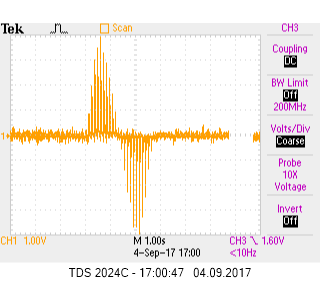 Tek
Scan
CH3
Coupling
DC
BW Limit
Off
200MHz
Volts/Div
Coarse
Probe
10X
Voltage
Invert
Off
1
CH1 1.00V
M 1.00s
CH3 1.60V
4-Sep-17 17:00
<10Hz
TDS 2024C - 17:00:47 04.09.2017